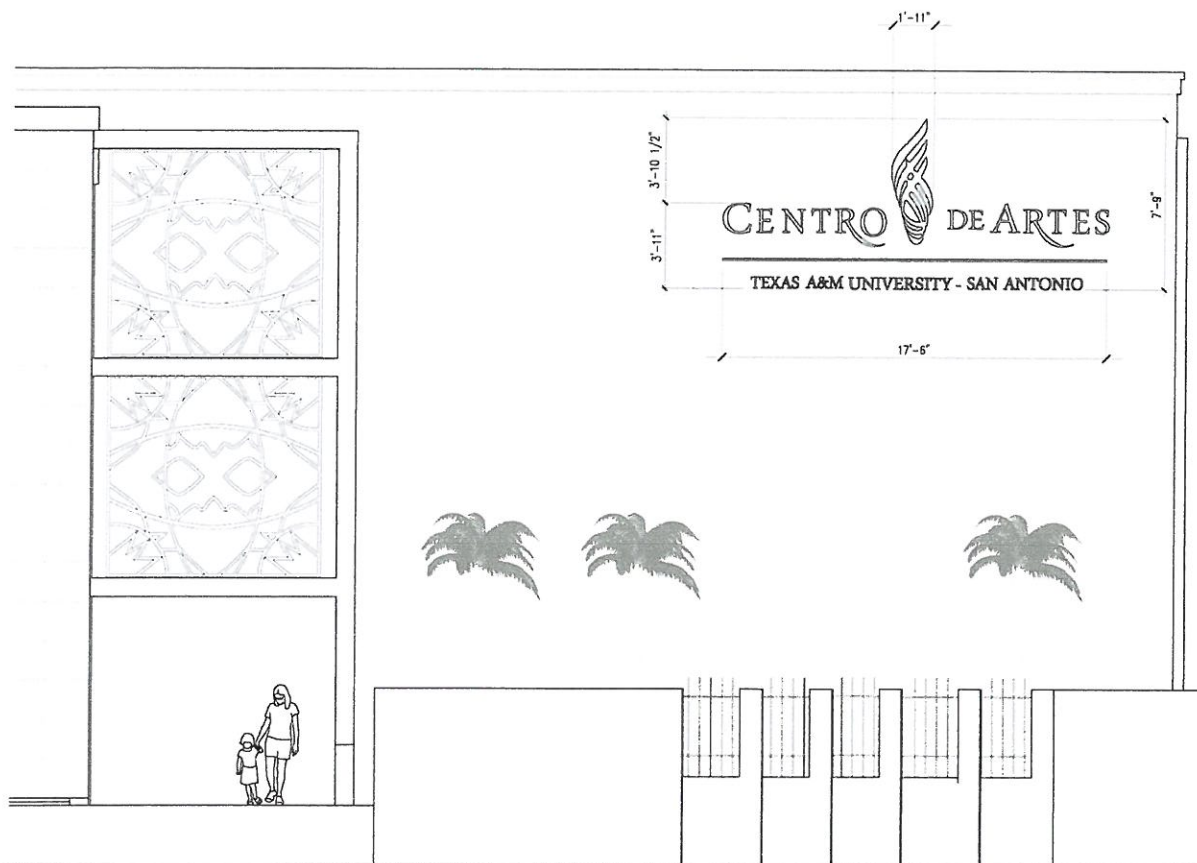 1'-11"
3'-10 1/2"
CENTRO DE ARTES
7'-9"
3'-11"
TEXAS A&M UNIVERSITY - SAN ANTONIO
17'-6"